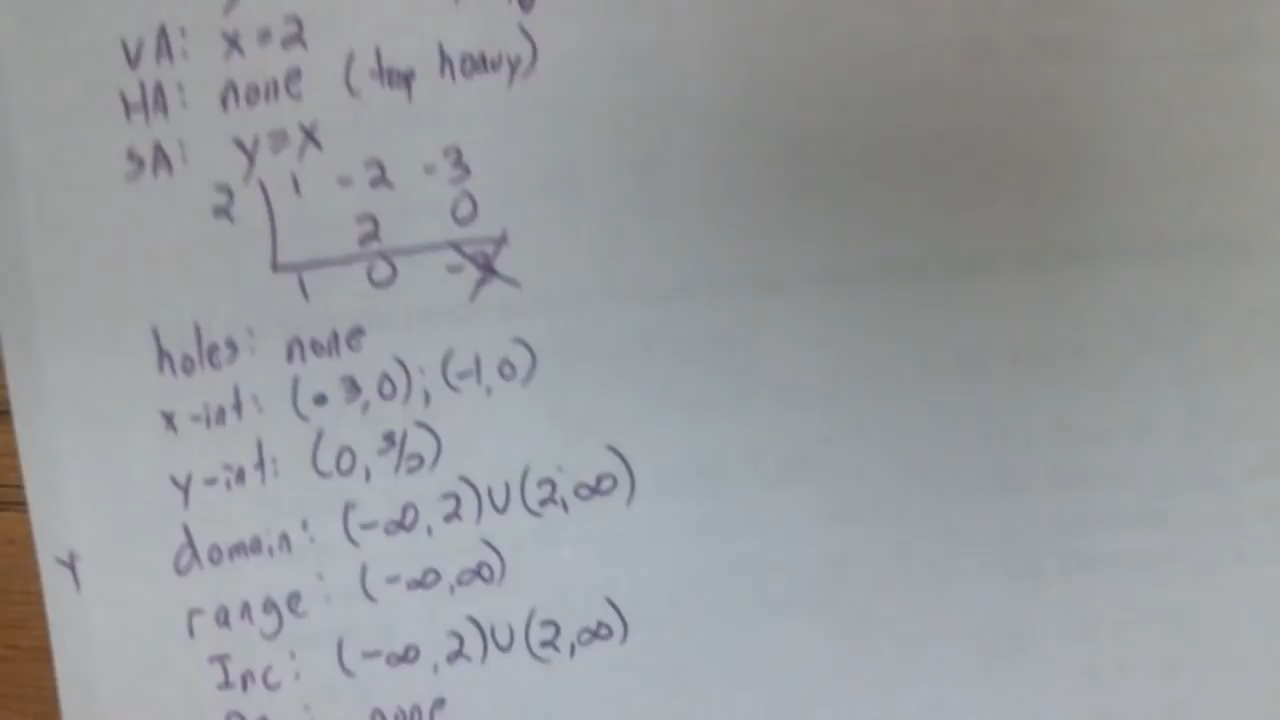 VA: x=2
HA: none (top heavy)
SA: y=x
2 1 -2 -3
2 0
1 0
holes: none
x-int: (3,0); (-1,0)
y-int: (0, 3/2)
domain: (-∞, 2)∪(2,∞)
range: (-∞,∞)
Inc: (-∞, 2)∪(2,∞)
none